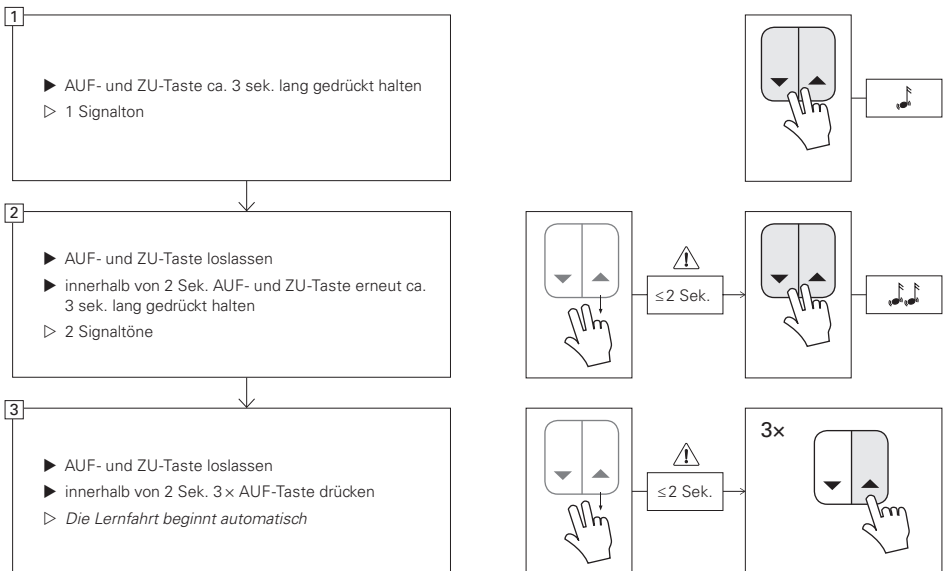 1
▶ AUF- und ZU-Taste ca. 3 sek. lang gedrückt halten
▷ 1 Signalton
2
▶ AUF- und ZU-Taste loslassen
▶ innerhalb von 2 Sek. AUF- und ZU-Taste erneut ca.
3 sek. lang gedrückt halten
▷ 2 Signaltöne
≤2 Sek.
3
▶ AUF- und ZU-Taste loslassen
▶ innerhalb von 2 Sek. 3× AUF-Taste drücken
▷ Die Lernfahrt beginnt automatisch
≤2 Sek.
3×